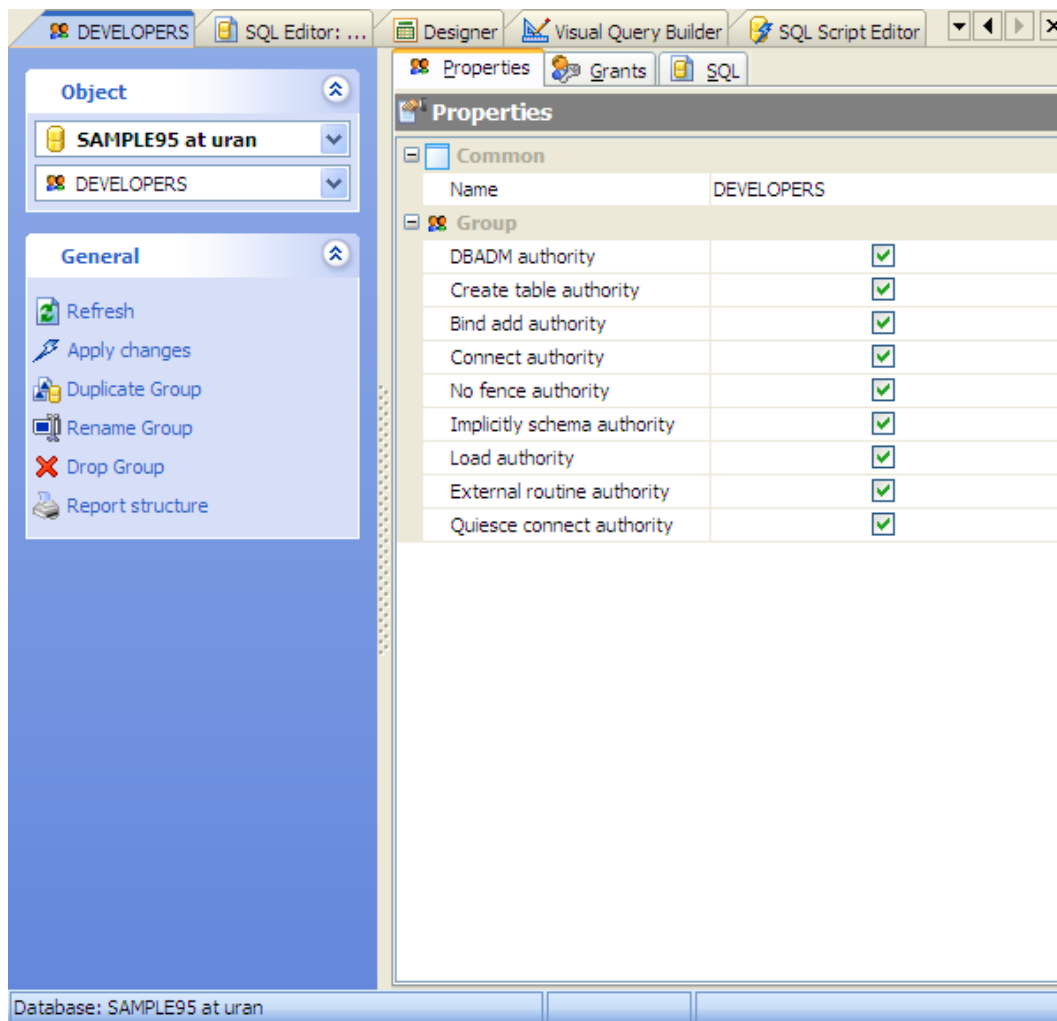 DEVELOPERS SQL Editor: ... Designer Visual Query Builder SQL Script Editor
Object
SAMPLE95 at uran
DEVELOPERS
General
Refresh
Apply changes
Duplicate Group
Rename Group
Drop Group
Report structure
Properties Grants SQL
Properties
Common
Name DEVELOPERS
Group
DBADM authority
Create table authority
Bind add authority
Connect authority
No fence authority
Implicitly schema authority
Load authority
External routine authority
Quiesce connect authority
Database: SAMPLE95 at uran